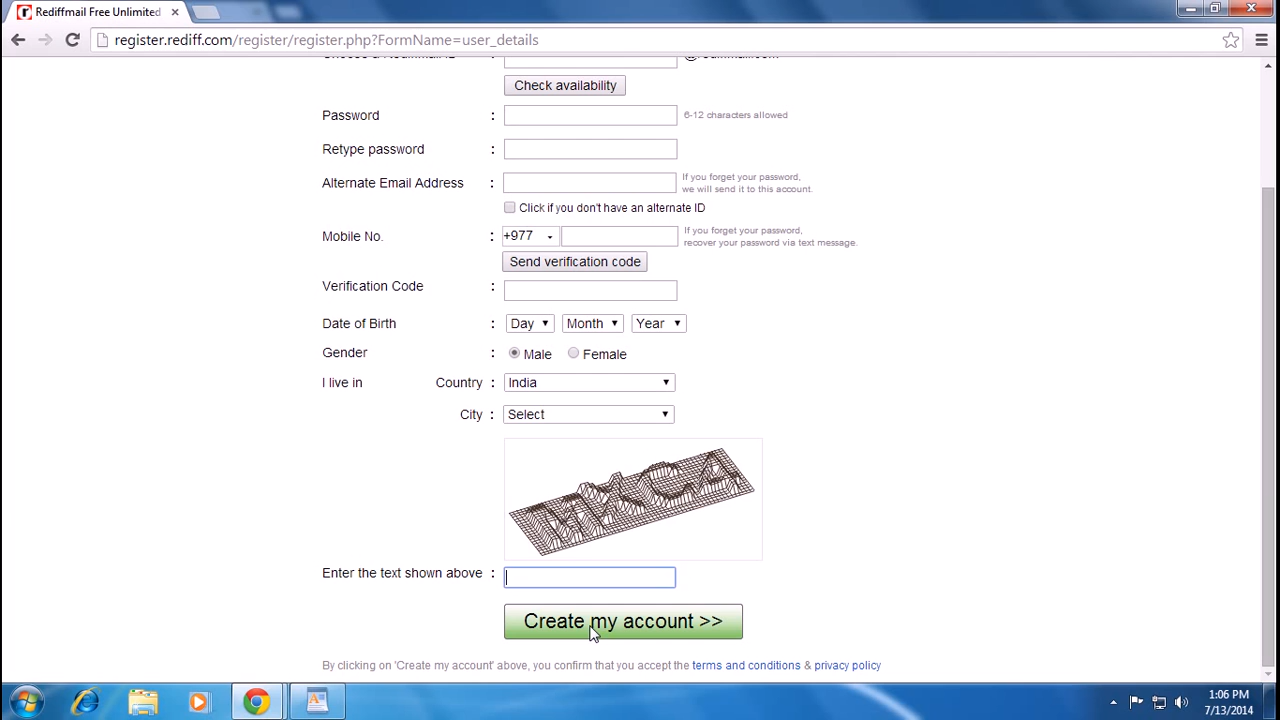 Rediffmail Free Unlimited
register.rediff.com/register/register.php?FormName=user_details
Check availability
Password : 6-12 characters allowed
Retype password :
Alternate Email Address : If you forget your password,
we will send it to this account.
Click if you don't have an alternate ID
Mobile No. : +977 If you forget your password,
recover your password via text message.
Send verification code
Verification Code :
Date of Birth : Day Month Year
Gender : Male Female
I live in Country : India
City : Select
Enter the text shown above :
Create my account >>
By clicking on 'Create my account' above, you confirm that you accept the terms and conditions & privacy policy
1:06 PM
7/13/2014